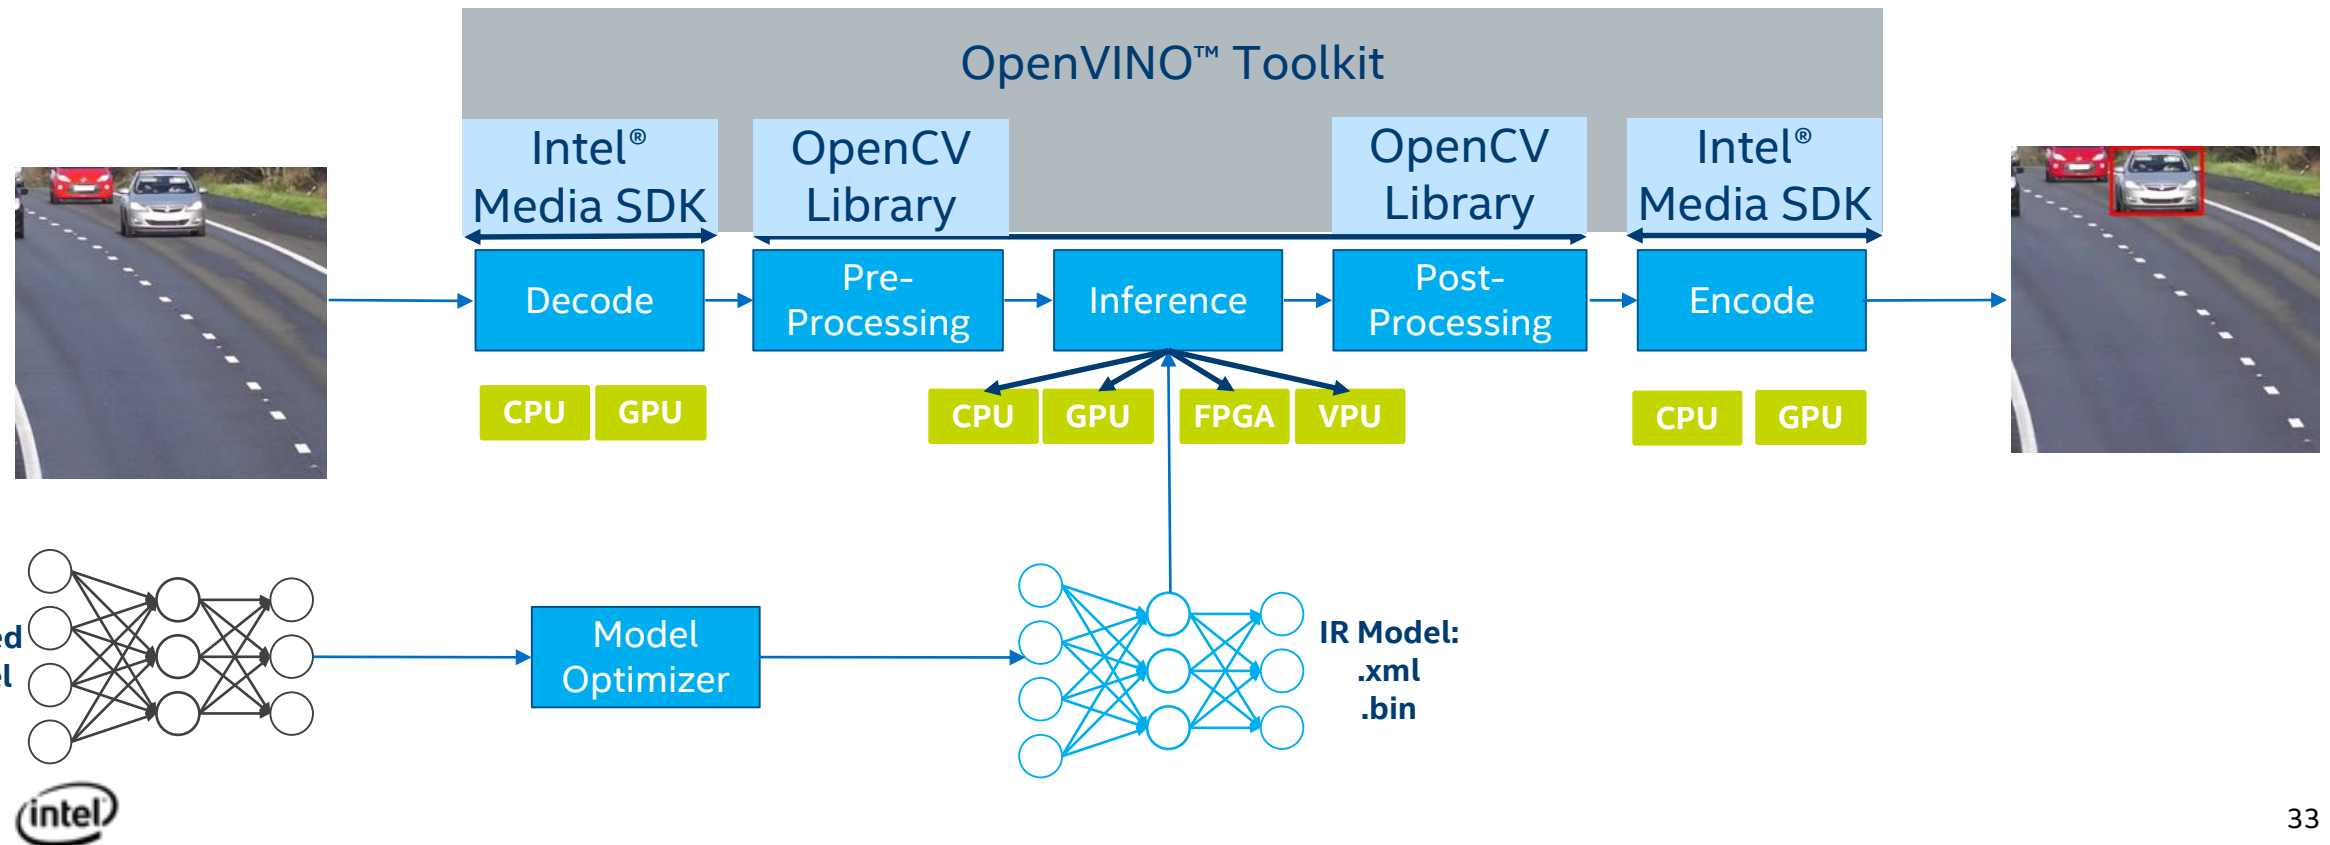 OpenVINO™ Toolkit
Intel®
Media SDK
OpenCV
Library
OpenCV
Library
Intel®
Media SDK
Decode
Pre-
Processing
Inference
Post-
Processing
Encode
CPU
GPU
CPU
GPU
FPGA
VPU
CPU
GPU
Model
Optimizer
IR Model:
.xml
.bin
intel
33